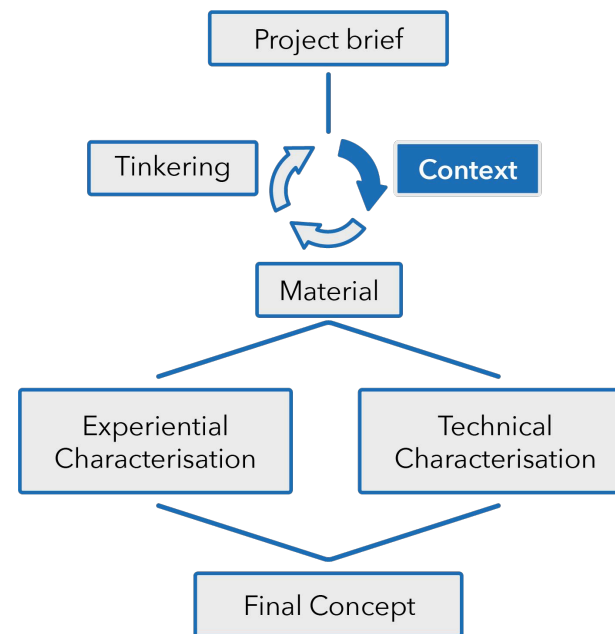 Project brief
Tinkering
Context
Material
Experiential
Characterisation
Technical
Characterisation
Final Concept